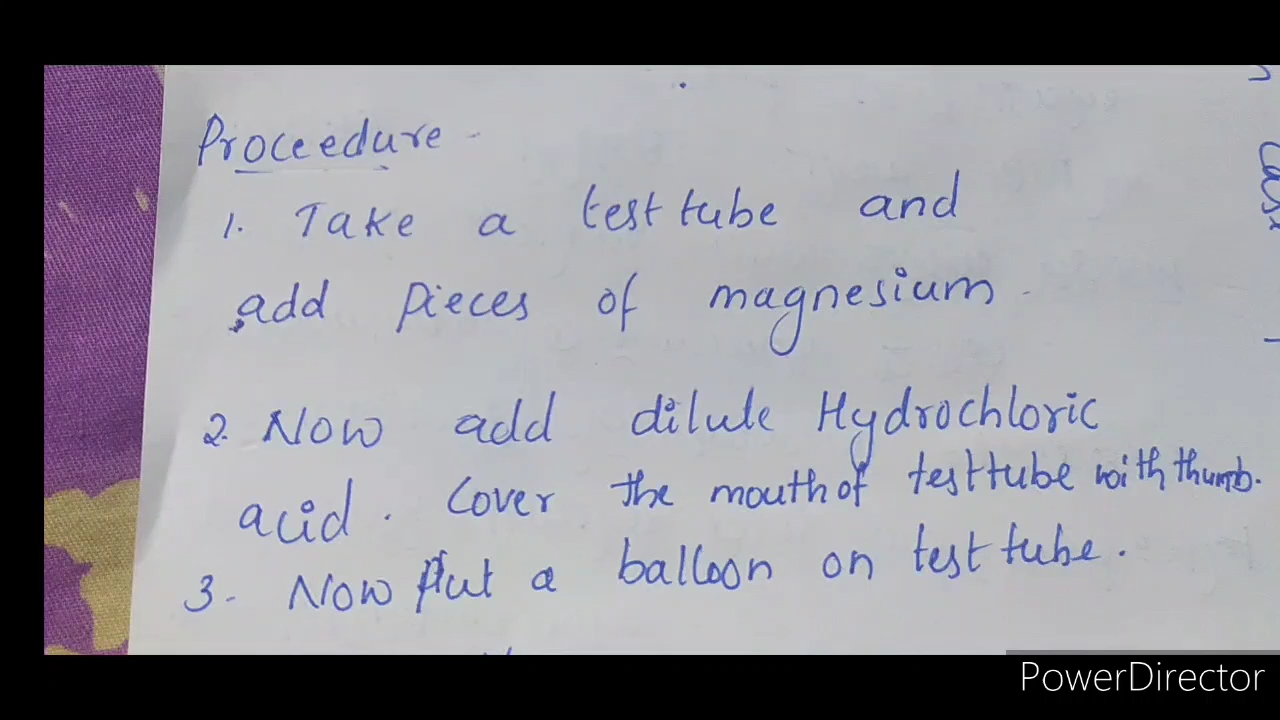 Proceedure -
1. Take a test tube and
add pieces of magnesium.
2. Now add dilute Hydrochloric
acid. Cover the mouth of test tube with thumb.
3. Now Put a balloon on test tube.
PowerDirector